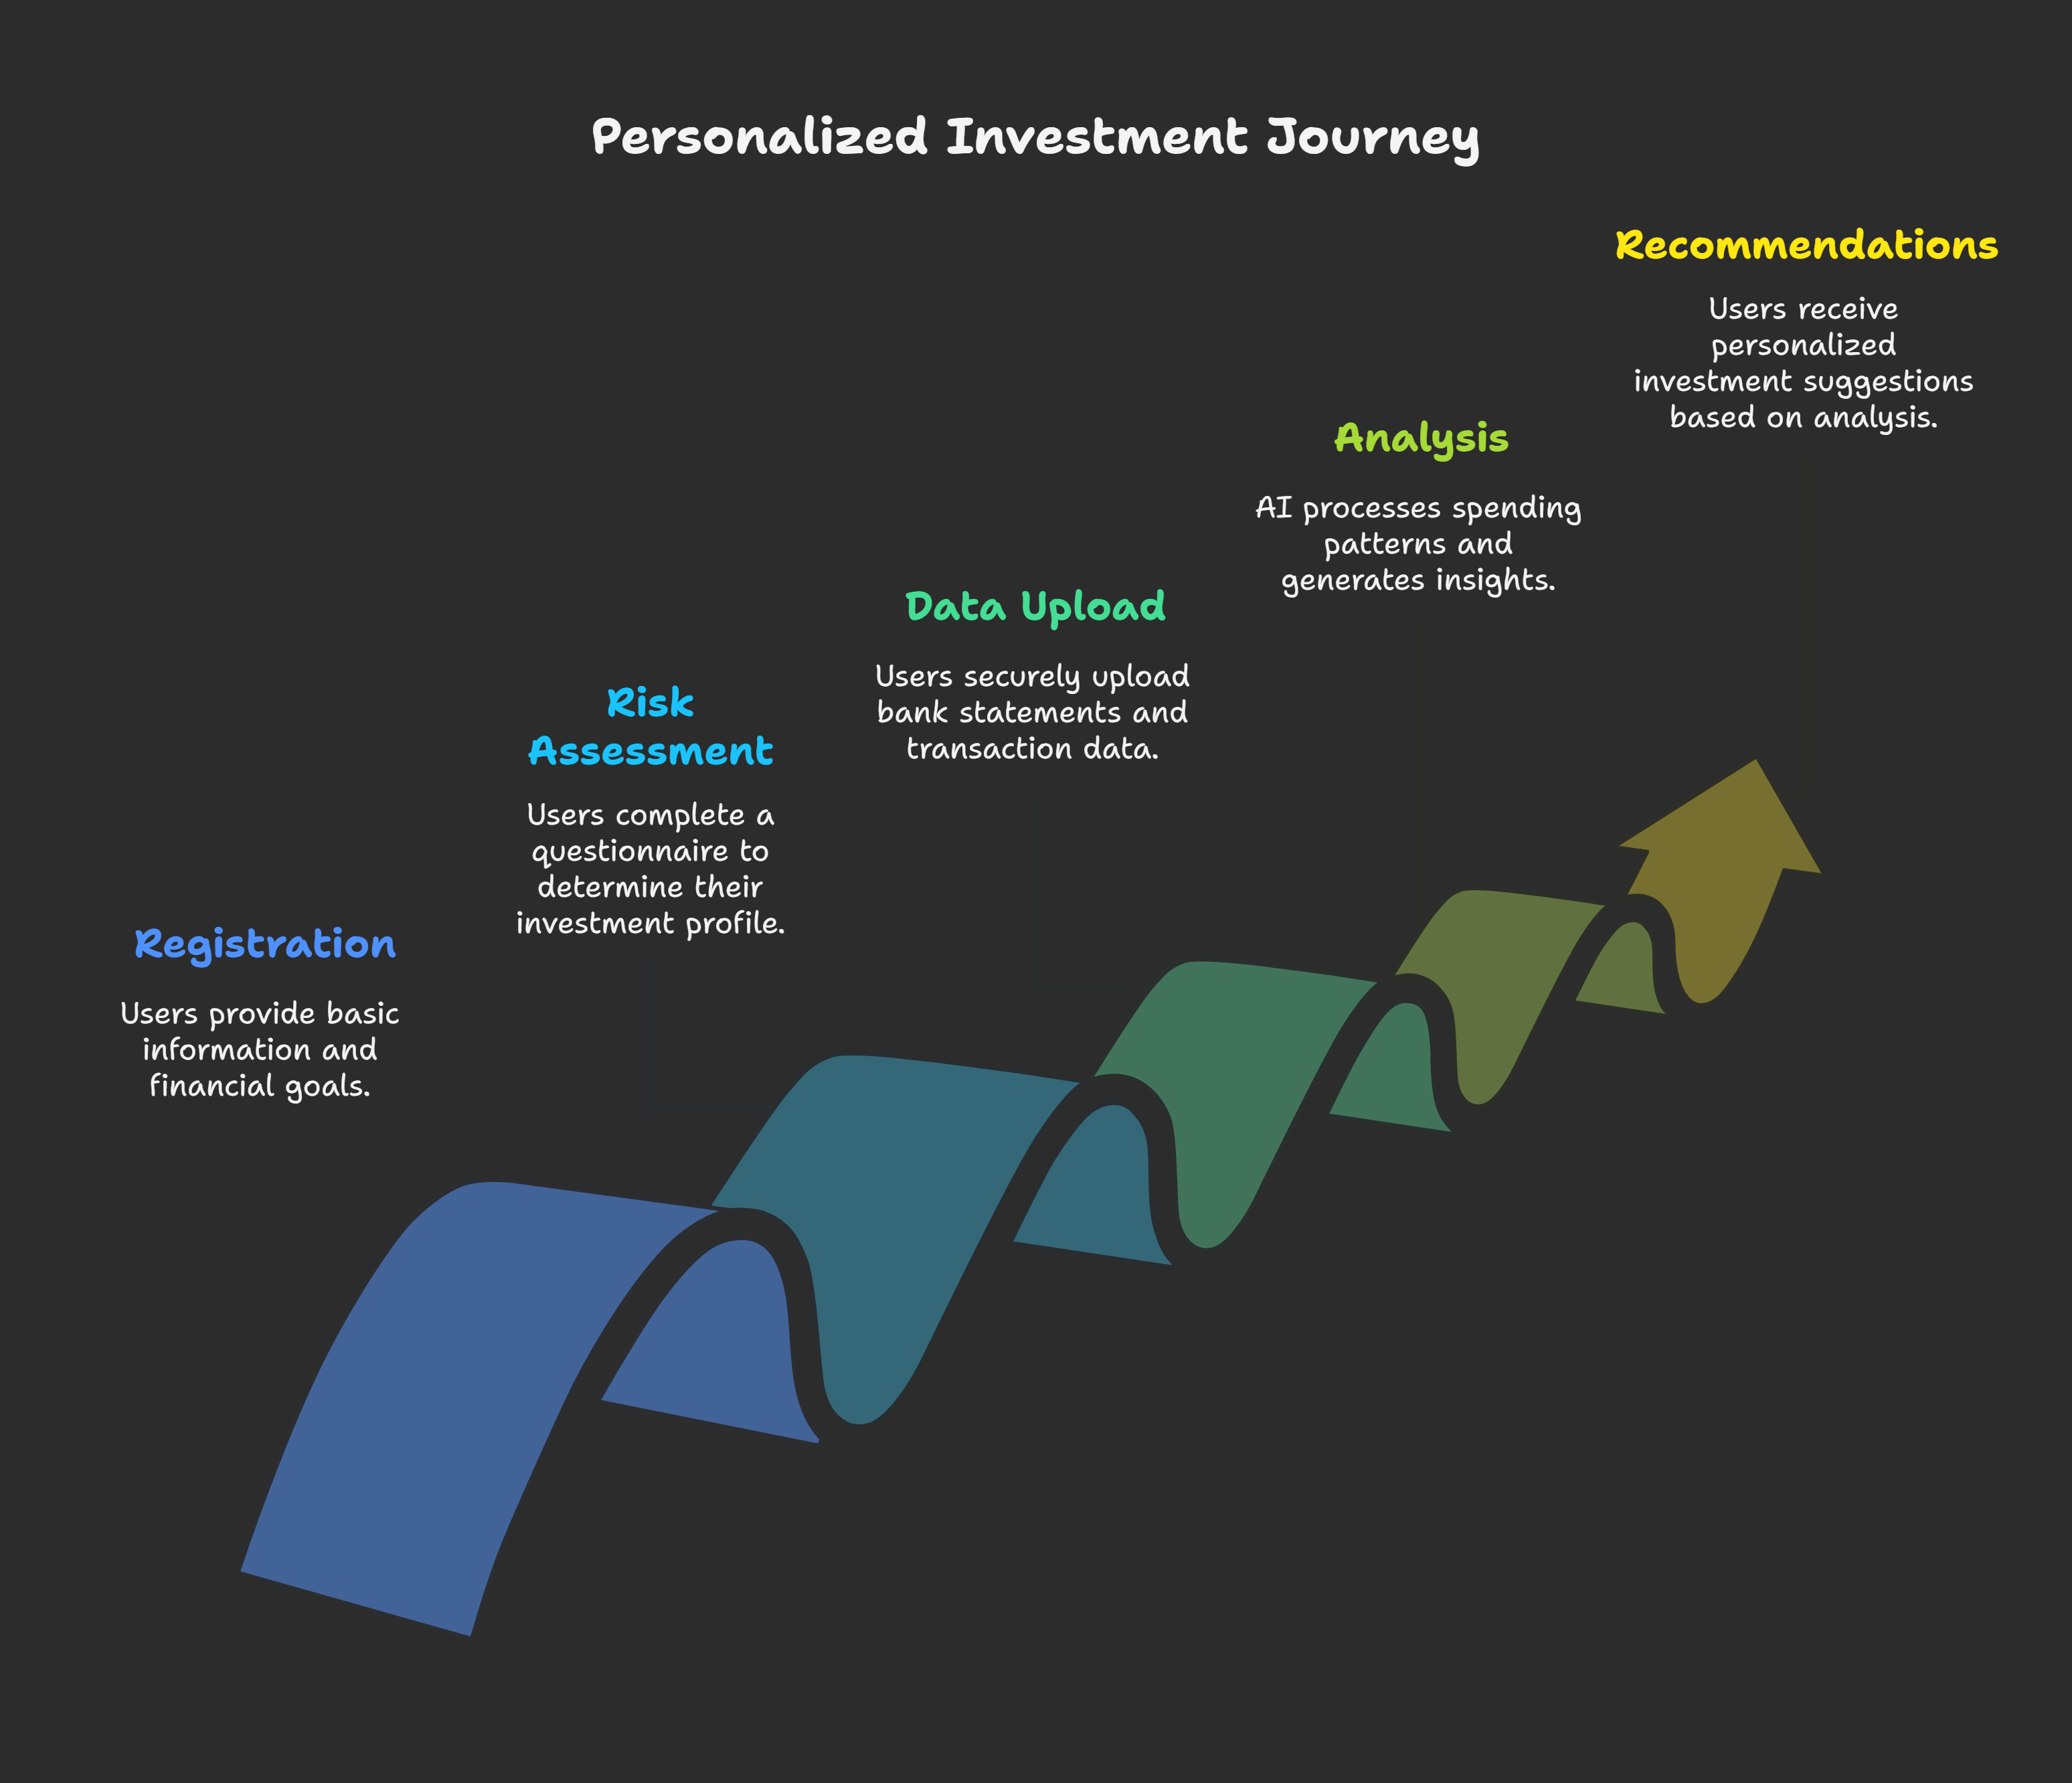 Personalized Investment Journey
Registration
Users provide basic
information and
financial goals.
Risk
Assessment
Users complete a
questionnaire to
determine their
investment profile.
Data Upload
Users securely upload
bank statements and
transaction data.
Analysis
AI processes spending
patterns and
generates insights.
Recommendations
Users receive
personalized
investment suggestions
based on analysis.